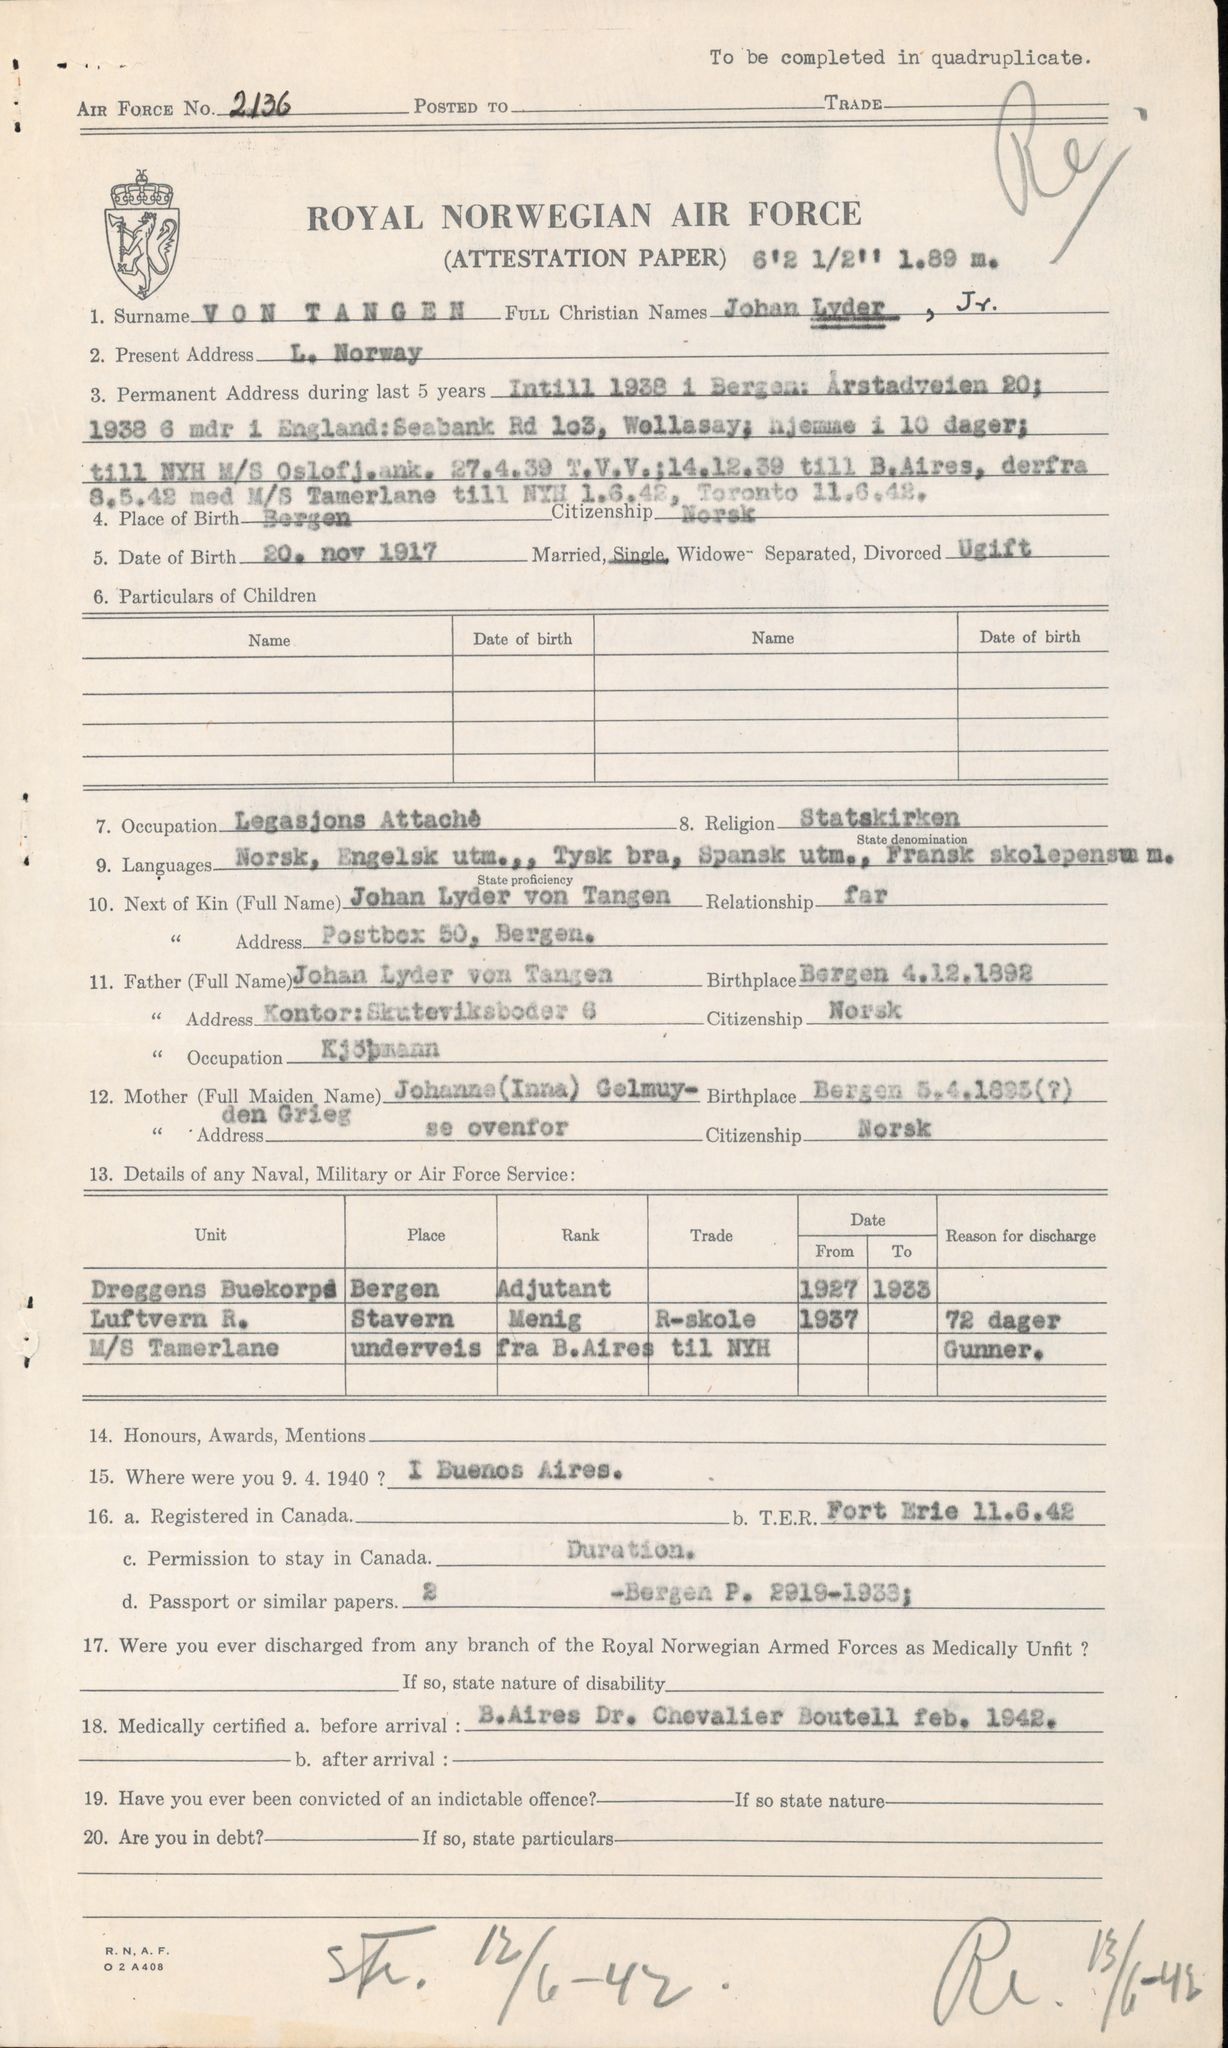 To be completed in quadruplicate.
AIR FORCE NO. 2136 POSTED TO TRADE
Re/
ROYAL NORWEGIAN AIR FORCE
(ATTESTATION PAPER) 6'2 1/2'' 1.89 m.
1. Surname VON TANGEN FULL Christian Names Johan Lyder, Jr.
2. Present Address L. Norway
3. Permanent Address during last 5 years Intill 1938 i Bergen: Årstadveien 20;
1938 6 mdr i England:Seabank Rd 1o3, Wollasay; hjemme i 10 dager;
till NYH M/S Oslofj.ank. 27.4.39 T.V.V.;14.12.39 till B.Aires, derfra
8.5.42 med M/S Tamerlane till NYH 1.6.42, Toronto 11.6.42.
4. Place of Birth Bergen Citizenship Norsk
5. Date of Birth 20. nov 1917 Married, Single, Widowe- Separated, Divorced Ugift
6. Particulars of Children
Name Date of birth Name Date of birth
7. Occupation Legasjons Attaché 8. Religion Statskirken
State denomination
9. Languages Norsk, Engelsk utm.,, Tysk bra, Spansk utm., Fransk skolepensum m.
State proficiency
10. Next of Kin (Full Name) Johan Lyder von Tangen Relationship far
" Address Postbox 50, Bergen.
11. Father (Full Name) Johan Lyder von Tangen Birthplace Bergen 4.12.1892
" Address Kontor:Skuteviksboder 6 Citizenship Norsk
" Occupation Kjöpmann
12. Mother (Full Maiden Name) Johanne(Inna) Gelmuy- Birthplace Bergen 5.4.1893(?)
den Grieg
" Address se ovenfor Citizenship Norsk
13. Details of any Naval, Military or Air Force Service:
Unit Place Rank Trade Date Reason for discharge
From To
Dreggens Buekorps Bergen Adjutant 1927 1933
Luftvern R. Stavern Menig R-skole 1937 72 dager
M/S Tamerlane underveis fra B.Aires til NYH Gunner.
14. Honours, Awards, Mentions
15. Where were you 9. 4. 1940 ? I Buenos Aires.
16. a. Registered in Canada. b. T.E.R. Fort Erie 11.6.42
c. Permission to stay in Canada. Duration.
d. Passport or similar papers. 2 -Bergen P. 2919-1938;
17. Were you ever discharged from any branch of the Royal Norwegian Armed Forces as Medically Unfit ?
If so, state nature of disability
18. Medically certified a. before arrival : B.Aires Dr. Chevalier Boutell feb. 1942.
b. after arrival :
19. Have you ever been convicted of an indictable offence? If so state nature
20. Are you in debt? If so, state particulars
R. N. A. F.
O 2 A408
12/6-42.
Re. 13/6-42